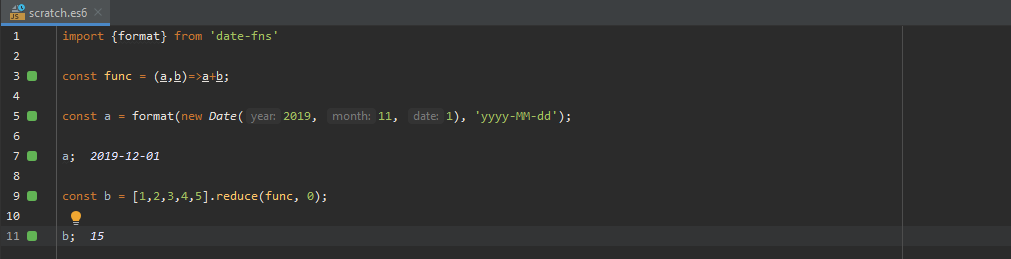 JS scratch.es6
1 import {format} from 'date-fns'
2
3 const func = (a,b)=>a+b;
4
5 const a = format(new Date( year: 2019, month: 11, date: 1), 'yyyy-MM-dd');
6
7 a; 2019-12-01
8
9 const b = [1,2,3,4,5].reduce(func, 0);
10
11 b; 15